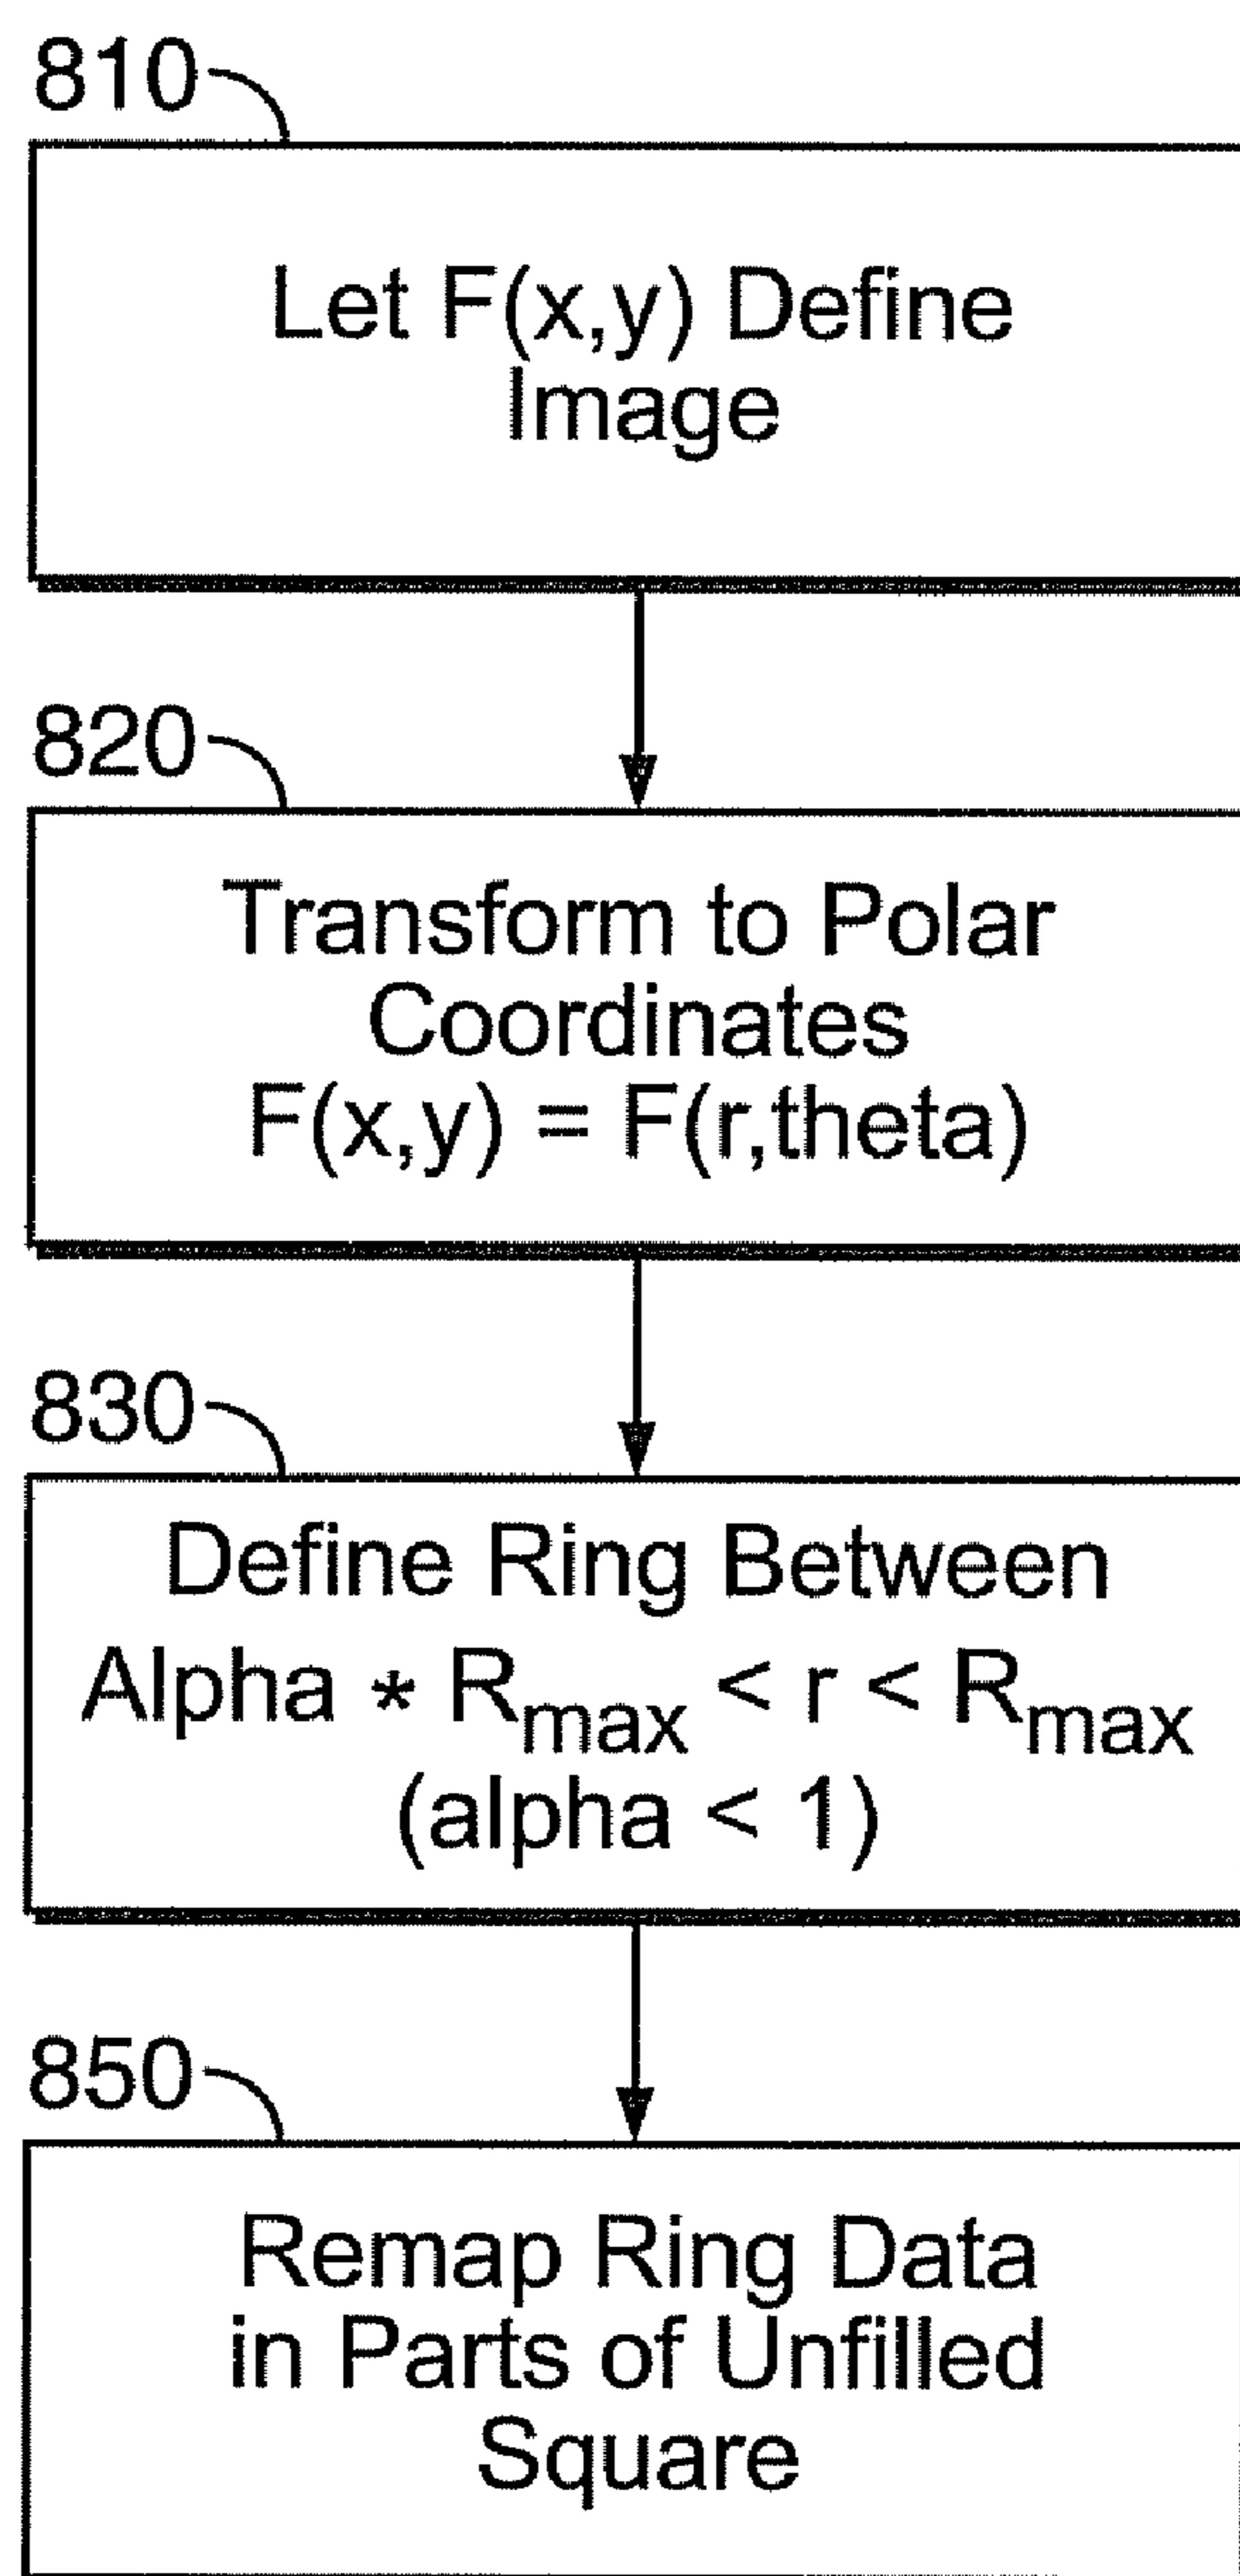 810
Let F(x,y) Define
Image
820
Transform to Polar
Coordinates
F(x,y) = F(r,theta)
830
Define Ring Between
Alpha * Rmax < r < Rmax
(alpha < 1)
850
Remap Ring Data
in Parts of Unfilled
Square